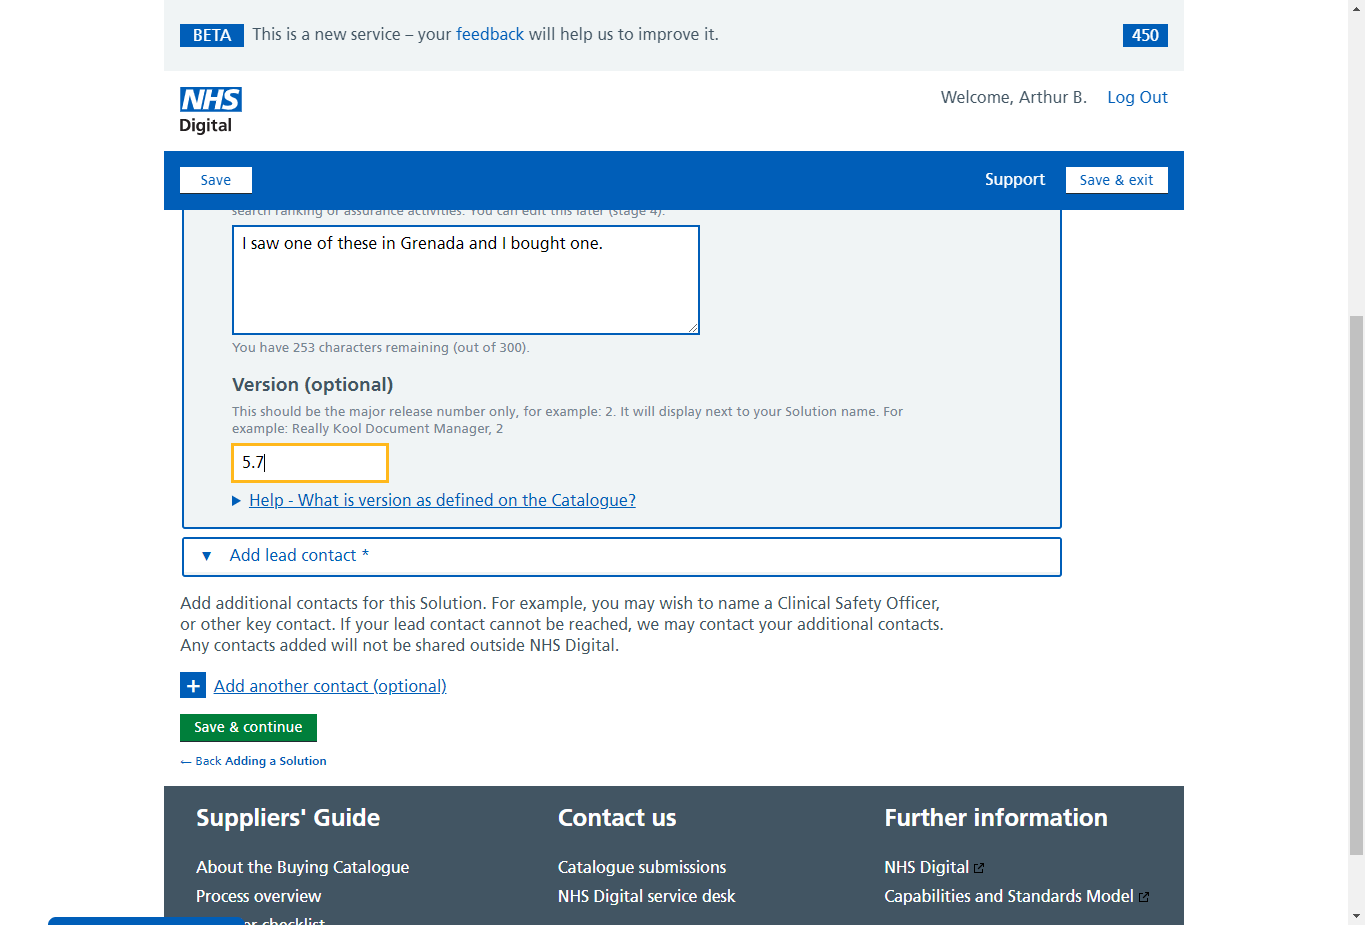 BETA This is a new service – your feedback will help us to improve it. 450
NHS Digital
Welcome, Arthur B. Log Out
Save Support Save & exit
search ranking or assurance activities. You can edit this later (stage 4).
I saw one of these in Grenada and I bought one.
You have 253 characters remaining (out of 300).
Version (optional)
This should be the major release number only, for example: 2. It will display next to your Solution name. For
example: Really Kool Document Manager, 2
5.7
Help - What is version as defined on the Catalogue?
Add lead contact *
Add additional contacts for this Solution. For example, you may wish to name a Clinical Safety Officer,
or other key contact. If your lead contact cannot be reached, we may contact your additional contacts.
Any contacts added will not be shared outside NHS Digital.
+ Add another contact (optional)
Save & continue
← Back Adding a Solution
Suppliers' Guide
About the Buying Catalogue
Process overview
checklist
Contact us
Catalogue submissions
NHS Digital service desk
Further information
NHS Digital
Capabilities and Standards Model